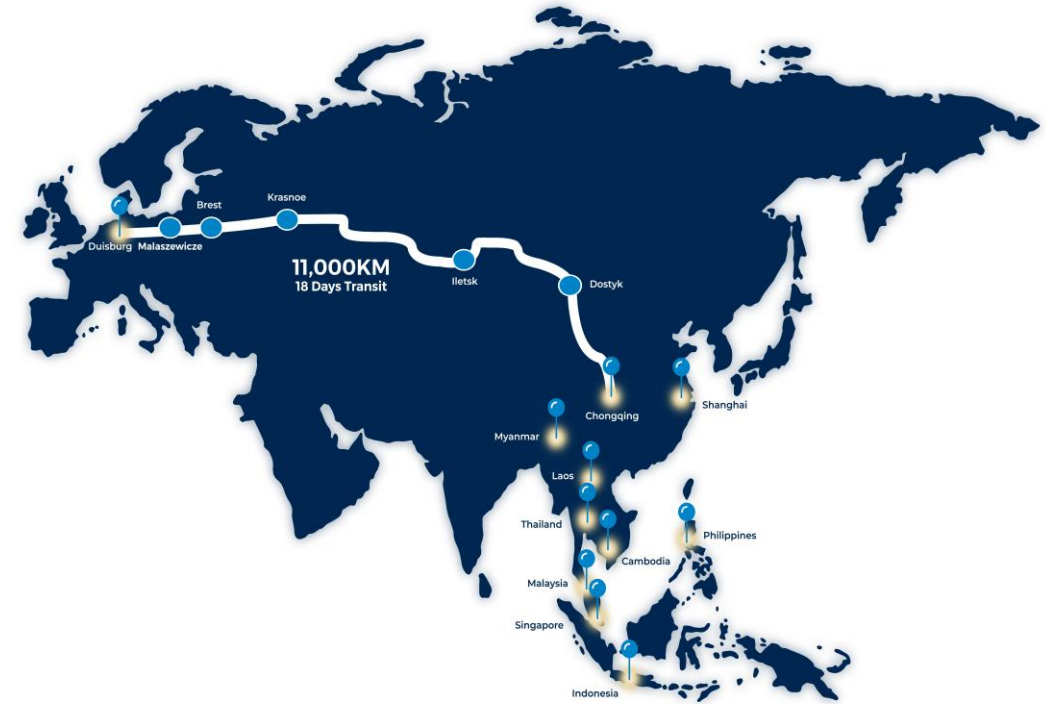 Krasnoe
Brest
Duisburg
Malaszewicze
11,000KM
18 Days Transit
Iletsk
Dostyk
Chongqing
Shanghai
Myanmar
Laos
Thailand
Philippines
Cambodia
Malaysia
Singapore
Indonesia